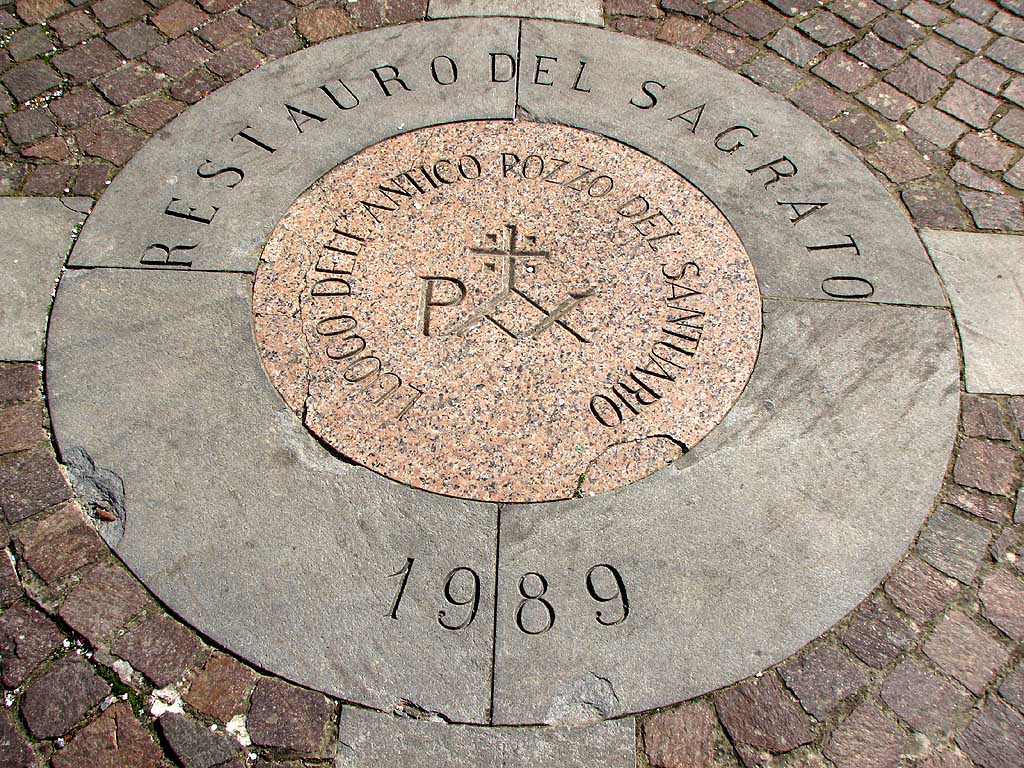 RESTAURO DEL SAGRATO
LUOGO DELL'ANTICO POZZO DEL SANTUARIO
P X
1989